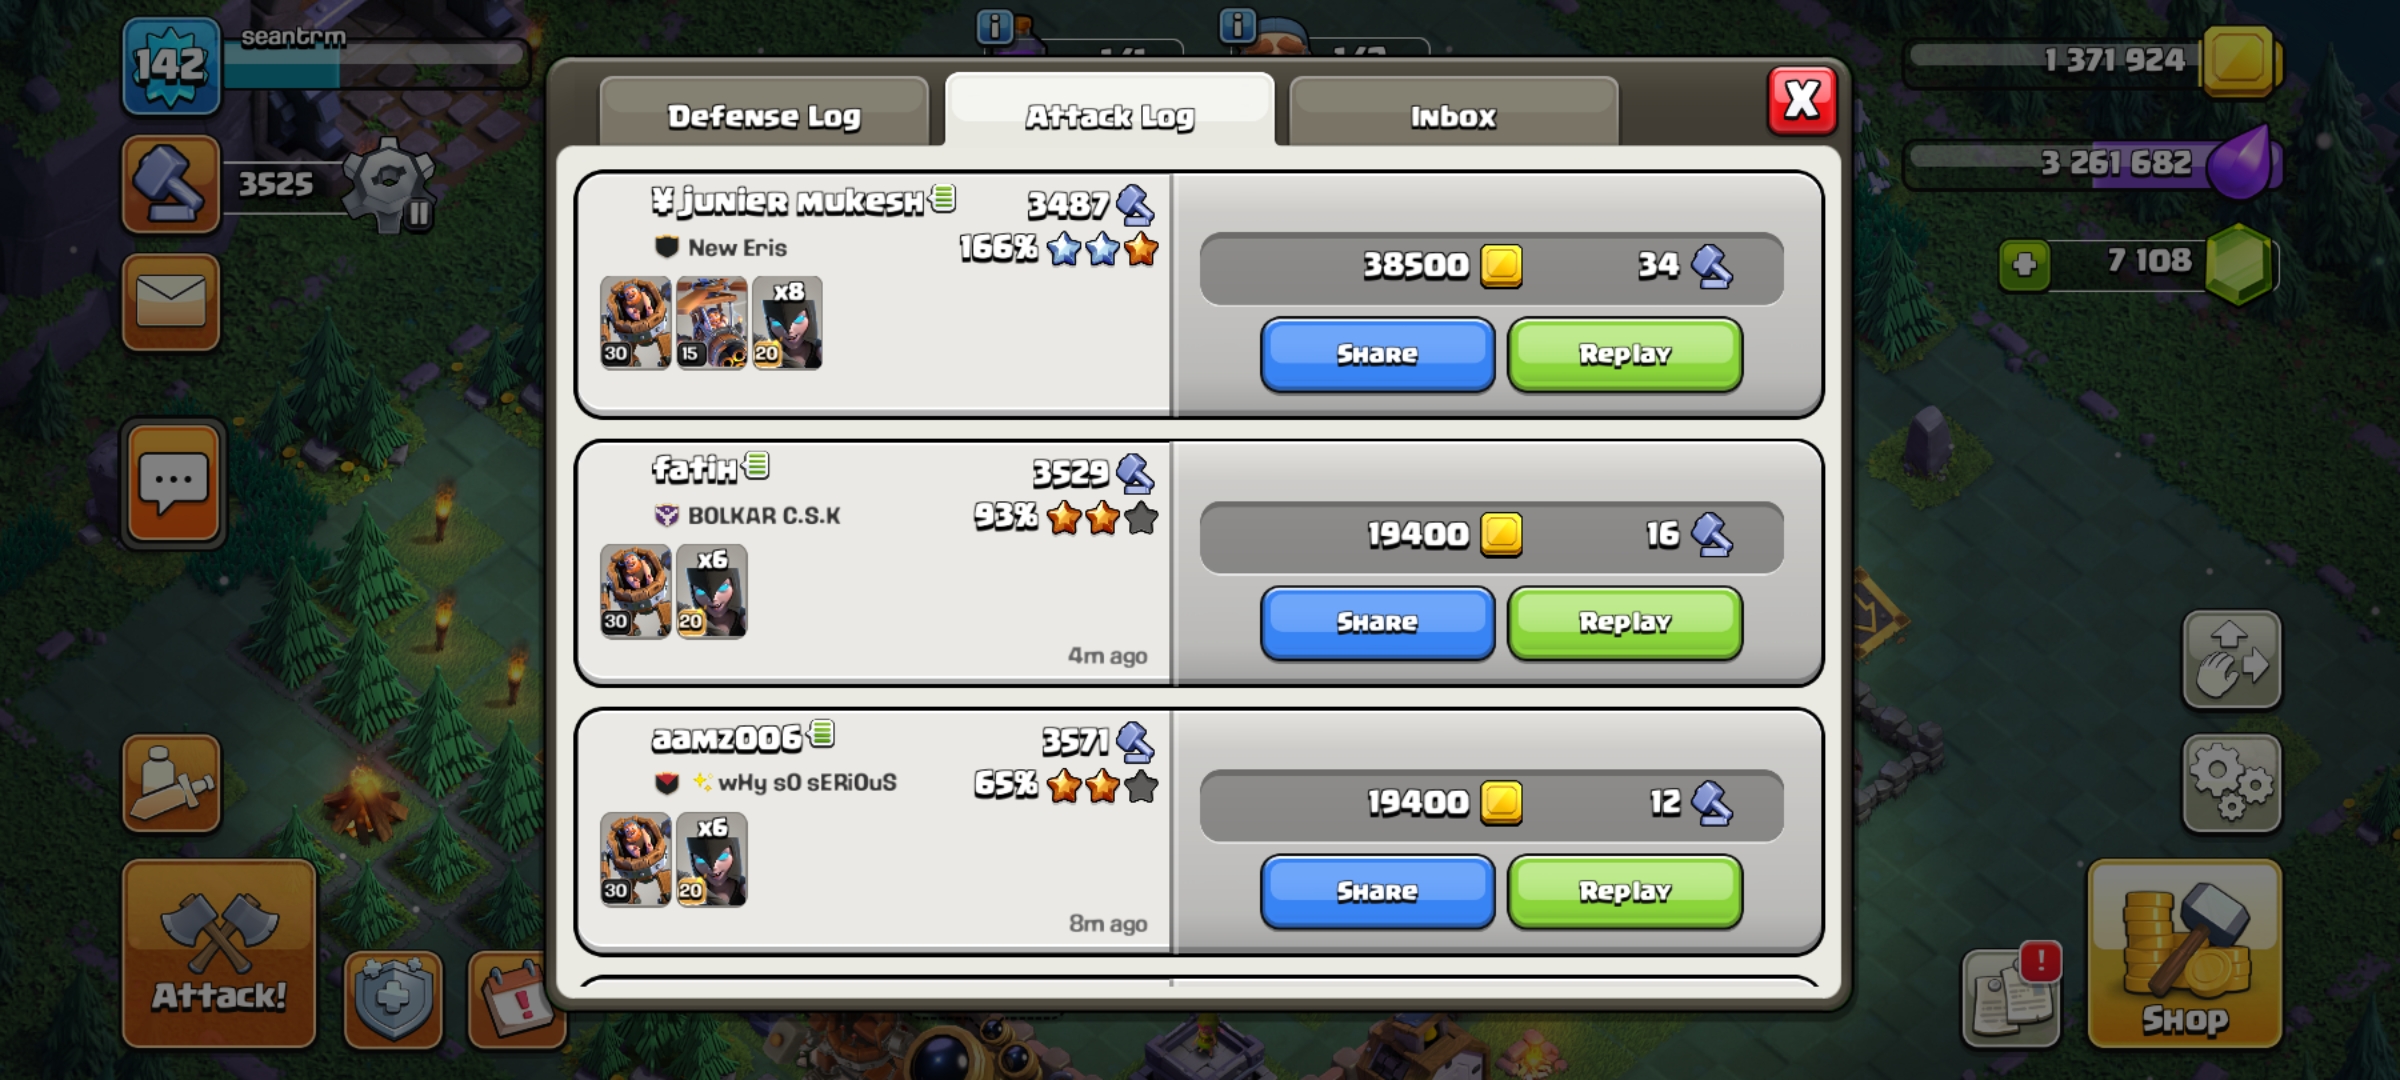 142
seantrm
3525
1 371 924
3 261 682
7 108
Defense Log
Attack Log
Inbox
X
¥ junier mukesh
3487
New Eris
166%
30
15
x8
20
38500
34
Share
Replay
fatih
3529
BOLKAR C.S.K
93%
30
x6
20
4m ago
19400
16
Share
Replay
aamz006
3571
✨ wHy sO sERiOuS
65%
30
x6
20
8m ago
19400
12
Share
Replay
Attack!
!
Shop